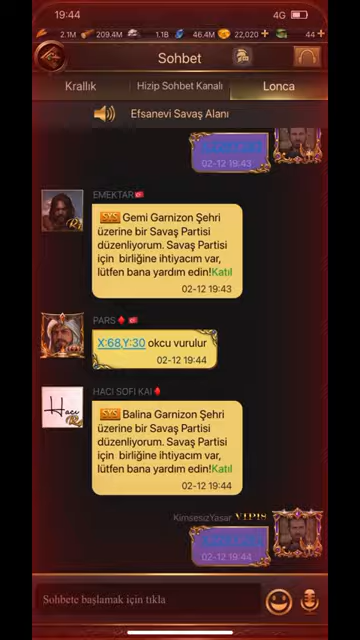 19:44
4G
2.1M 209.4M 1.1B 46.4M 22,020 + 44 +
Sohbet
Krallık Hizip Sohbet Kanalı Lonca
Efsanevi Savaş Alanı
02-12 19:43
EMEKTAR
SYS Gemi Garnizon Şehri
üzerine bir Savaş Partisi
düzenliyorum. Savaş Partisi
için birliğine ihtiyacım var,
lütfen bana yardım edin!Katıl
02-12 19:43
PARS
X:68,Y:30 okcu vurulur
02-12 19:44
HACI SOFI KAI
SYS Balina Garnizon Şehri
üzerine bir Savaş Partisi
düzenliyorum. Savaş Partisi
için birliğine ihtiyacım var,
lütfen bana yardım edin!Katıl
02-12 19:44
KimsesızYasar VIP18
02-12 19:44
Sohbete başlamak için tıkla